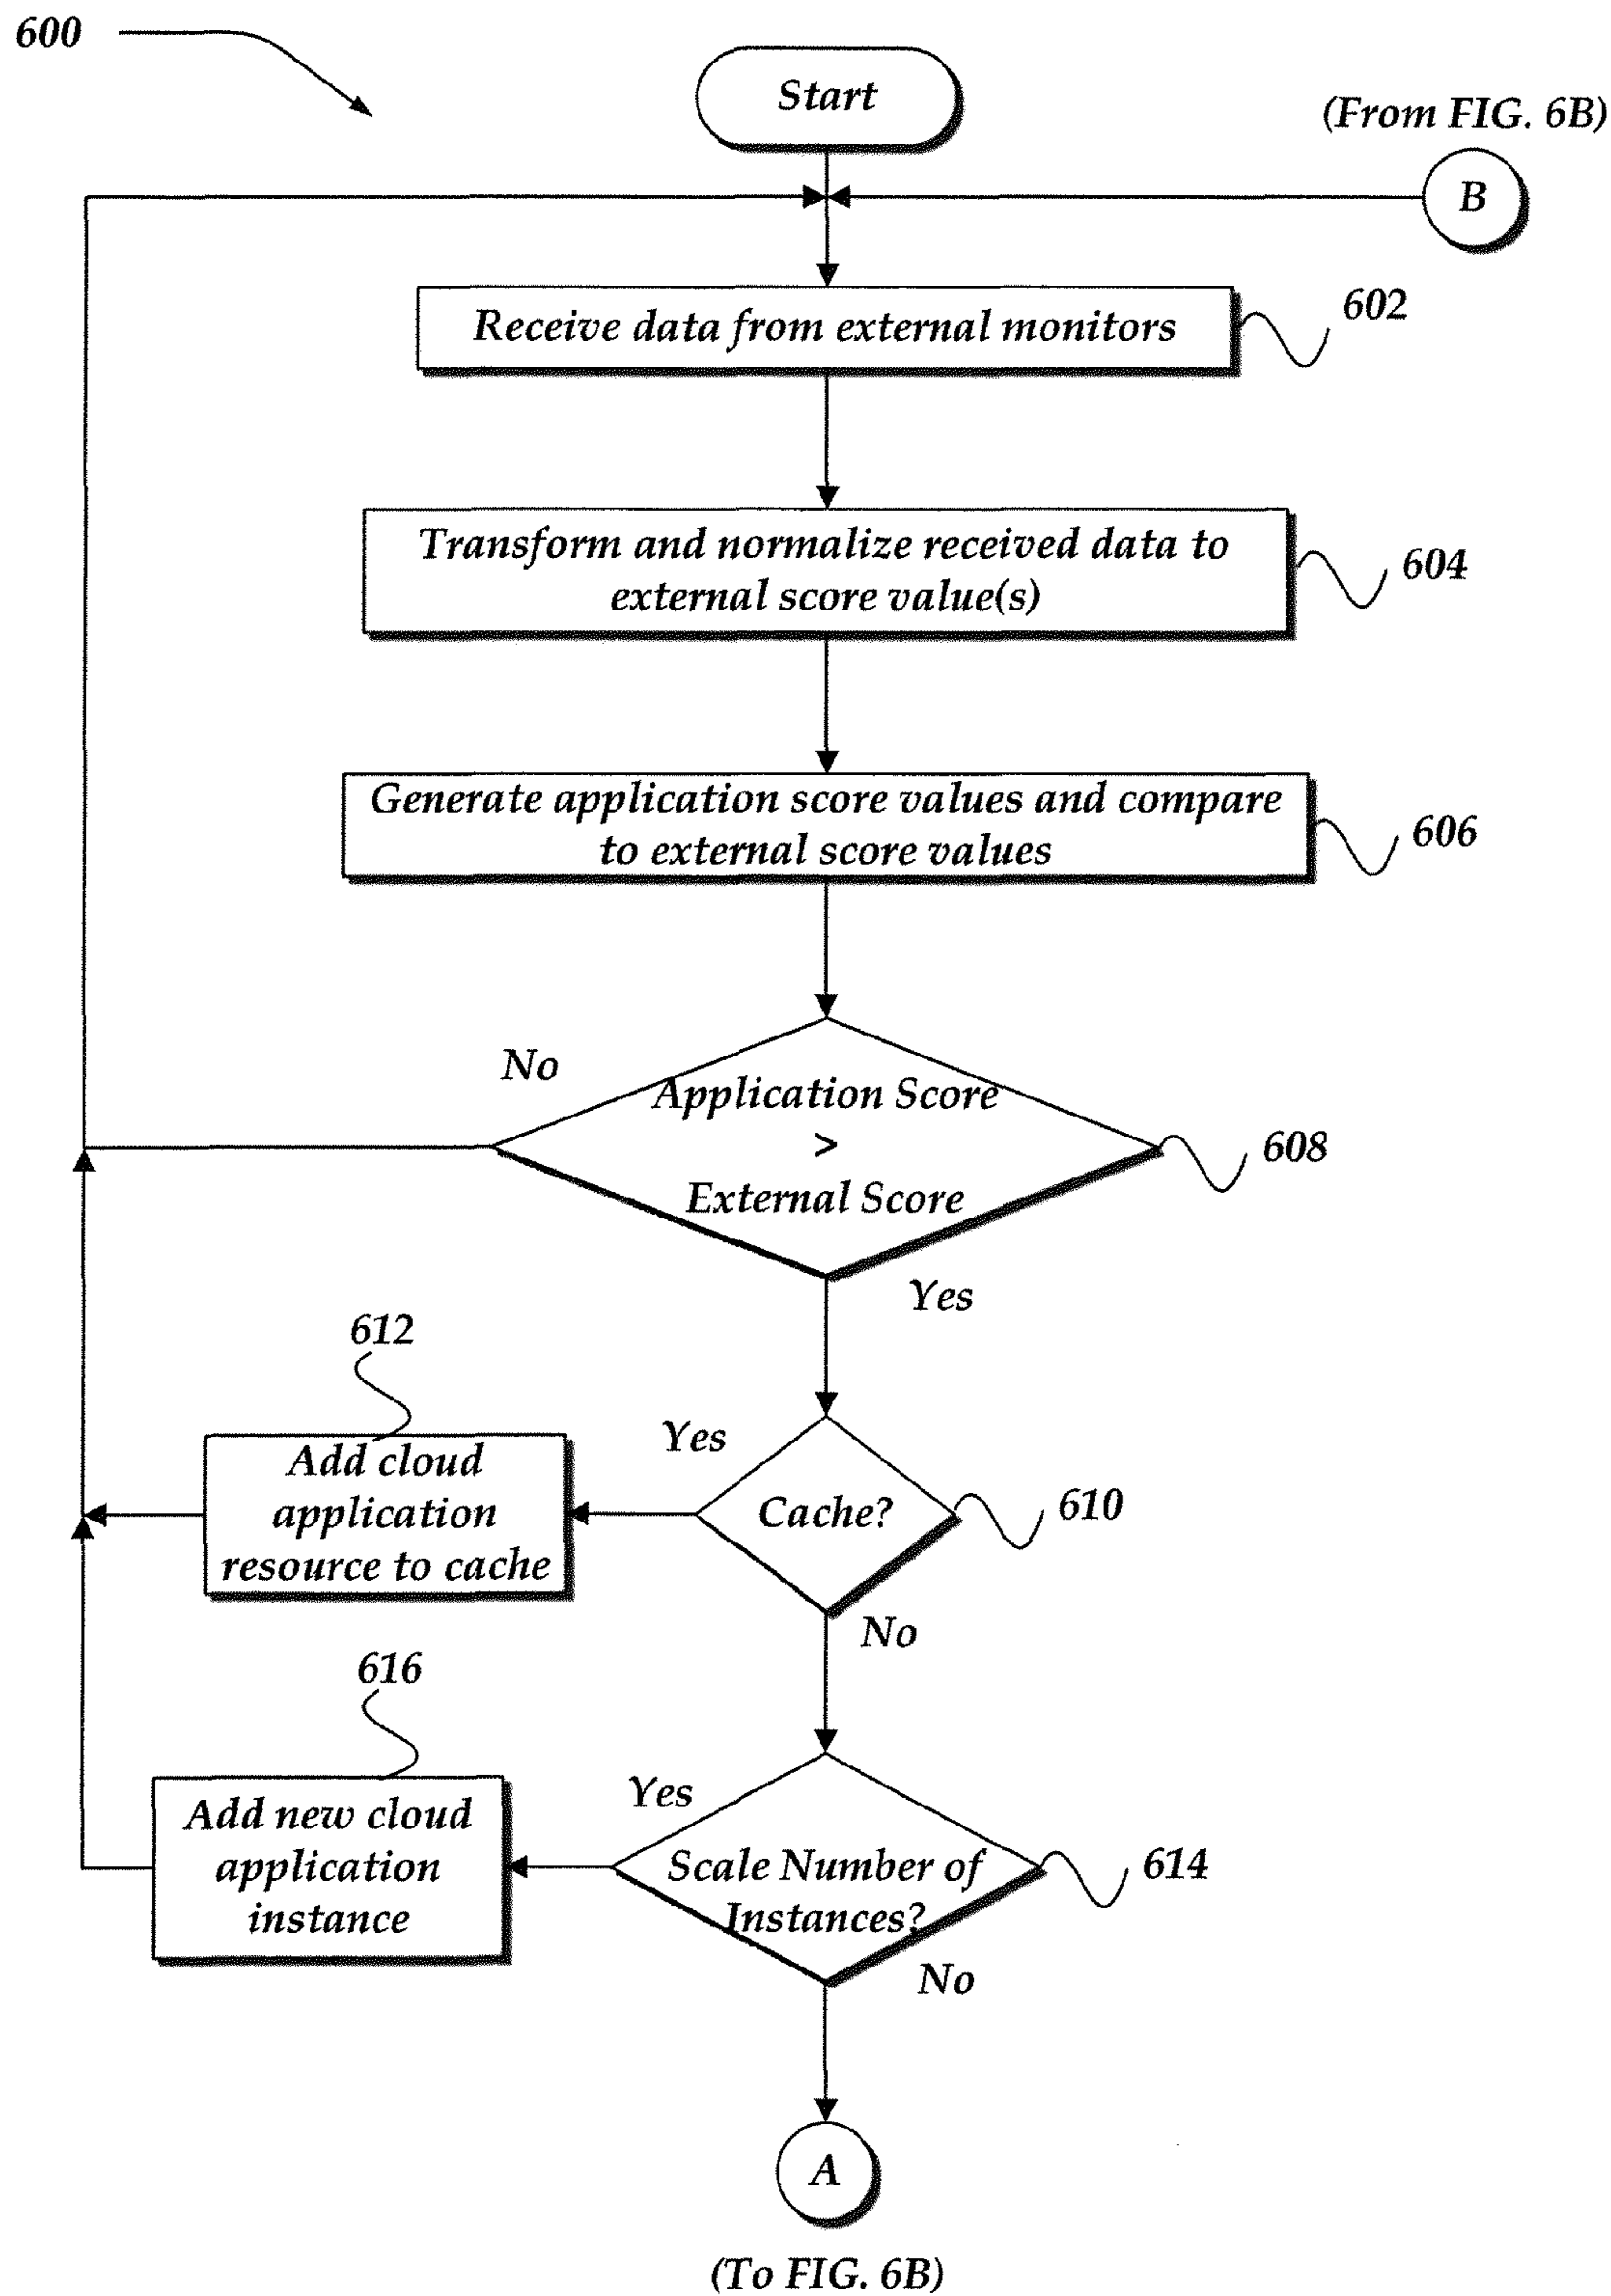 600
Start
(From FIG. 6B)
B
Receive data from external monitors
602
Transform and normalize received data to
external score value(s)
604
Generate application score values and compare
to external score values
606
No
Application Score
>
External Score
608
Yes
612
Yes
Add cloud
application
resource to cache
Cache?
610
No
616
Yes
Add new cloud
application
instance
Scale Number of
Instances?
614
No
A
(To FIG. 6B)